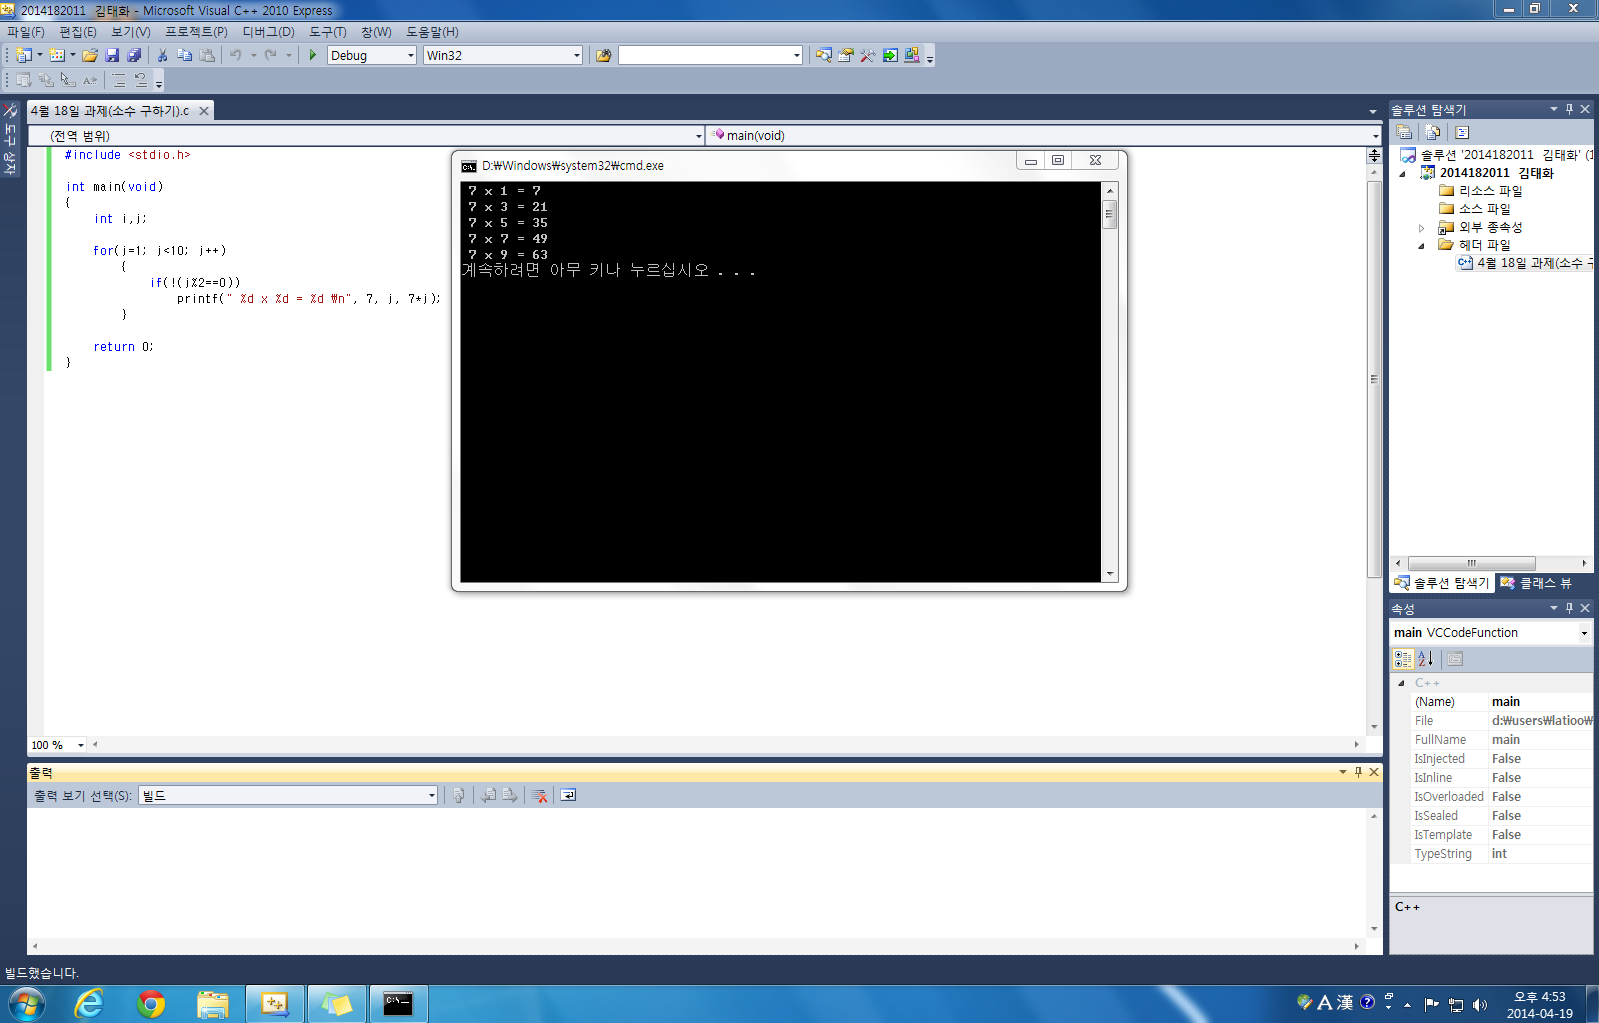 2014182011 김태화 - Microsoft Visual C++ 2010 Express
파일(F) 편집(E) 보기(V) 프로젝트(P) 디버그(D) 도구(T) 창(W) 도움말(H)
Debug Win32
도구 상자
4월 18일 과제(소수 구하기).c
(전역 범위) main(void)
#include <stdio.h>
int main(void)
{
int i,j;
for(j=1; j<10; j++)
{
if(!(j%2==0))
printf(" %d x %d = %d ₩n", 7, j, 7*j);
}
return 0;
}
100 %
D:₩Windows₩system32₩cmd.exe
C:\.
7 x 1 = 7
7 x 3 = 21
7 x 5 = 35
7 x 7 = 49
7 x 9 = 63
계속하려면 아무 키나 누르십시오 . . .
솔루션 탐색기
솔루션 '2014182011 김태화' (1
2014182011 김태화
리소스 파일
소스 파일
외부 종속성
헤더 파일
4월 18일 과제(소수 구
솔루션 탐색기 클래스 뷰
속성
main VCCodeFunction
C++
(Name) main
File d:₩users₩latioo₩
FullName main
IsInjected False
IsInline False
IsOverloaded False
IsSealed False
IsTemplate False
TypeString int
C++
출력
출력 보기 선택(S): 빌드
빌드했습니다.
A 漢
오후 4:53
2014-04-19